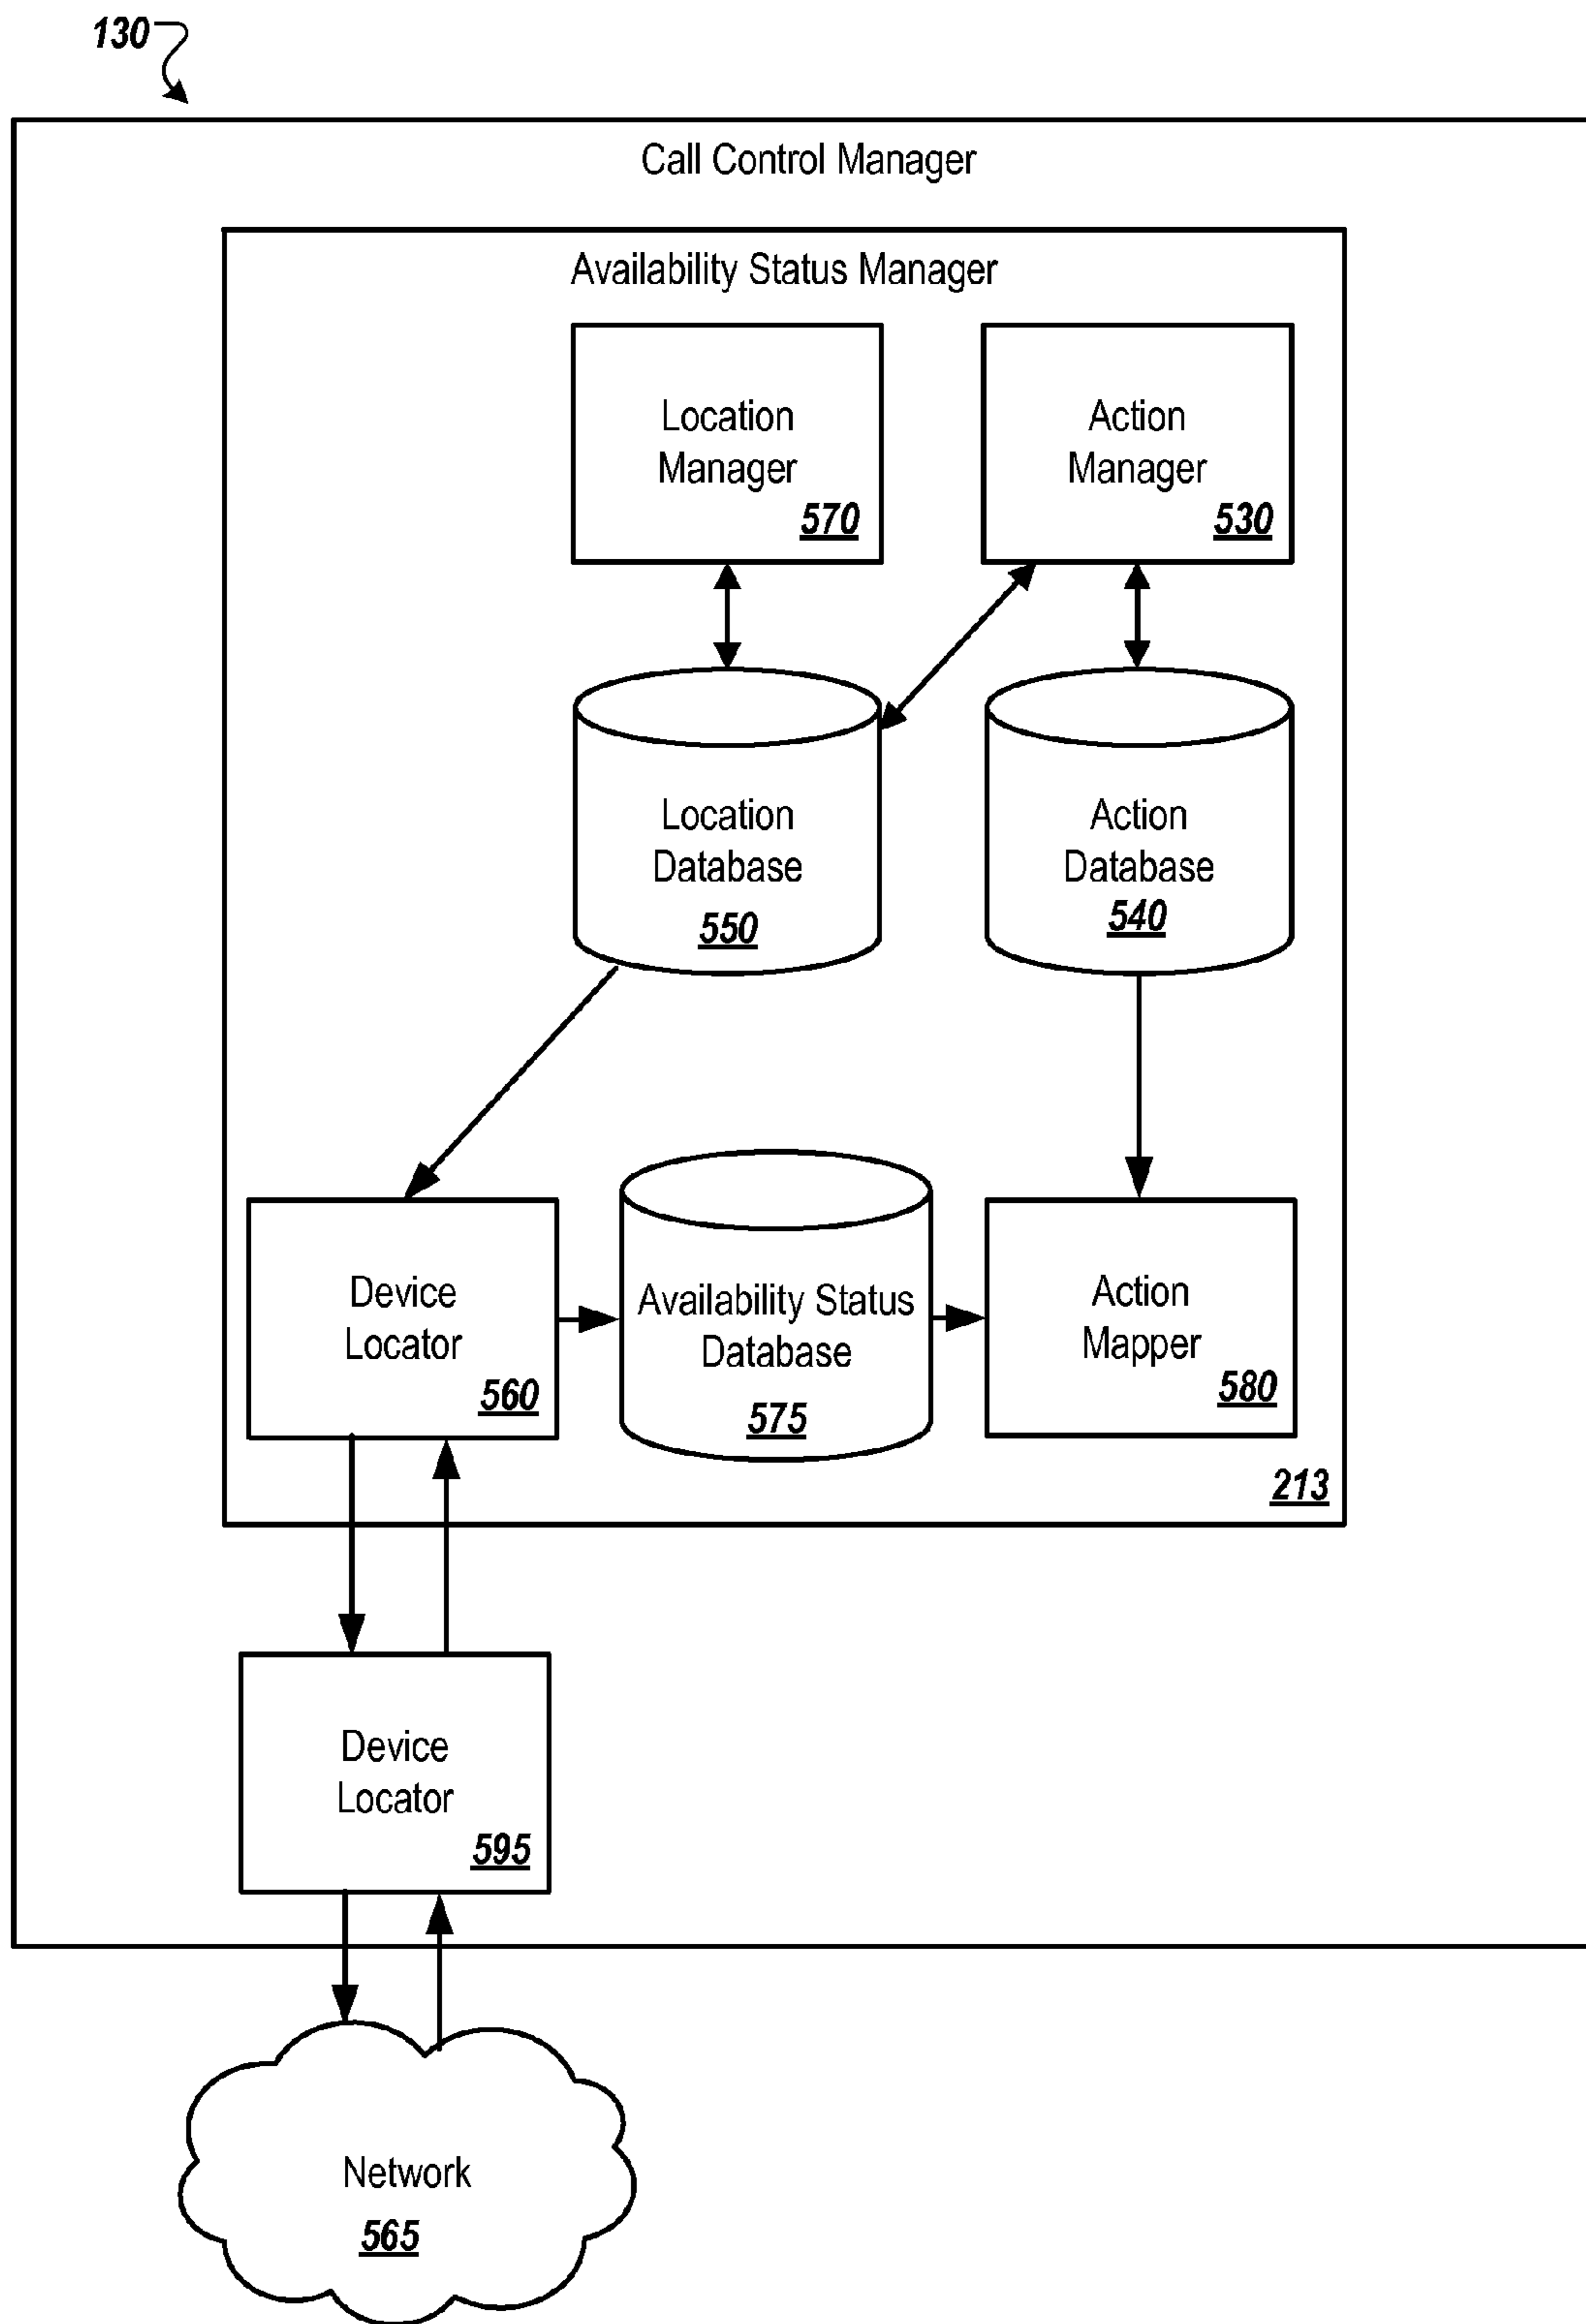 130
Call Control Manager
Availability Status Manager
Location
Manager
570
Action
Manager
530
Location
Database
550
Action
Database
540
Device
Locator
560
Availability Status
Database
575
Action
Mapper
580
213
Device
Locator
595
Network
565